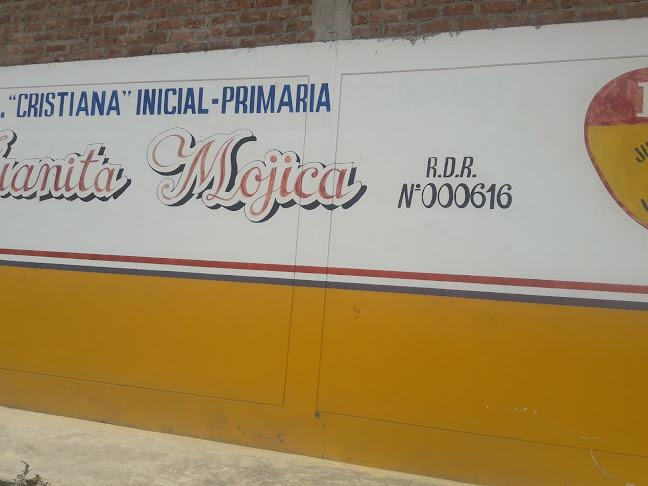 . "CRISTIANA" INICIAL-PRIMARIA
uanita Mojica
R.D.R.
N°000616